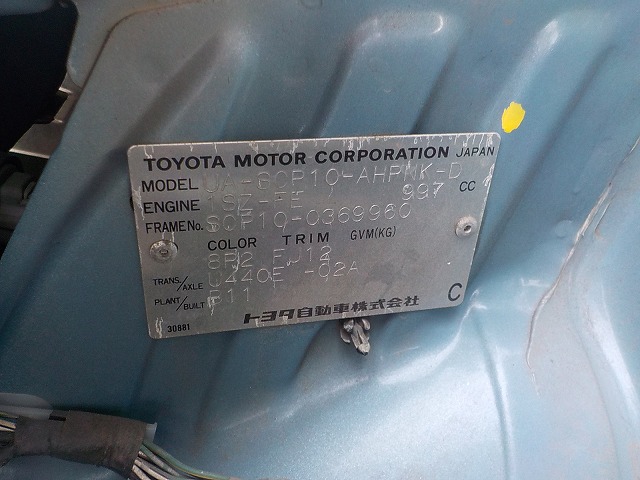 TOYOTA MOTOR CORPORATION JAPAN
MODEL UA-SCP10-AHPNK-D
ENGINE 1SZ-FE 997 CC
FRAME No. SCP10-0369960
COLOR TRIM GVM(KG)
8R2 FJ12
TRANS/AXLE U440E -02A
PLANT/BUILT P11
トヨタ自動車株式会社 C
30881